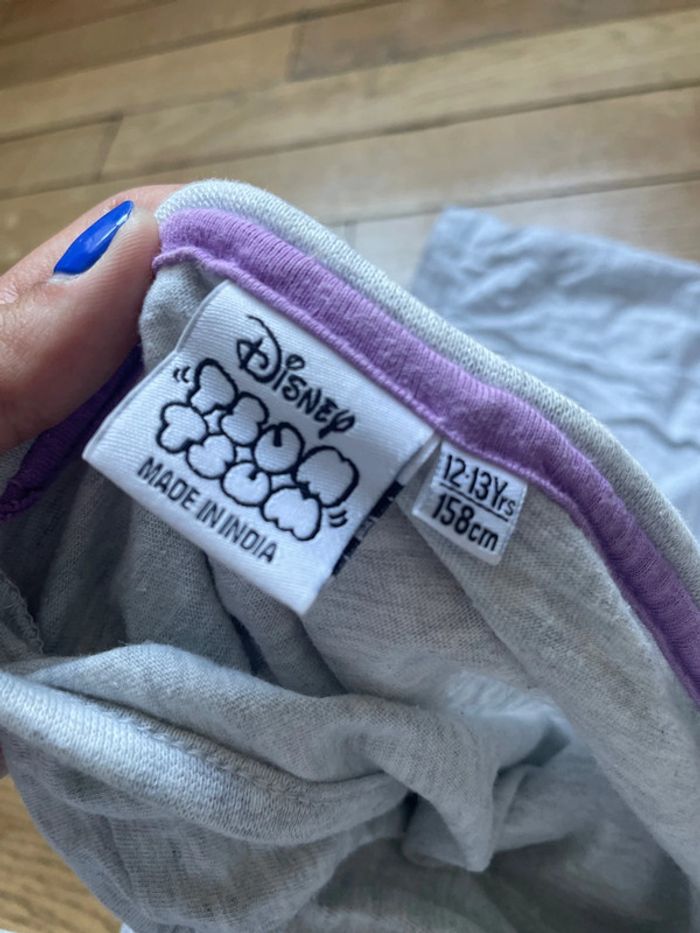 Disney
TSUM
TSUM
MADE IN INDIA
12-13Yrs
158cm